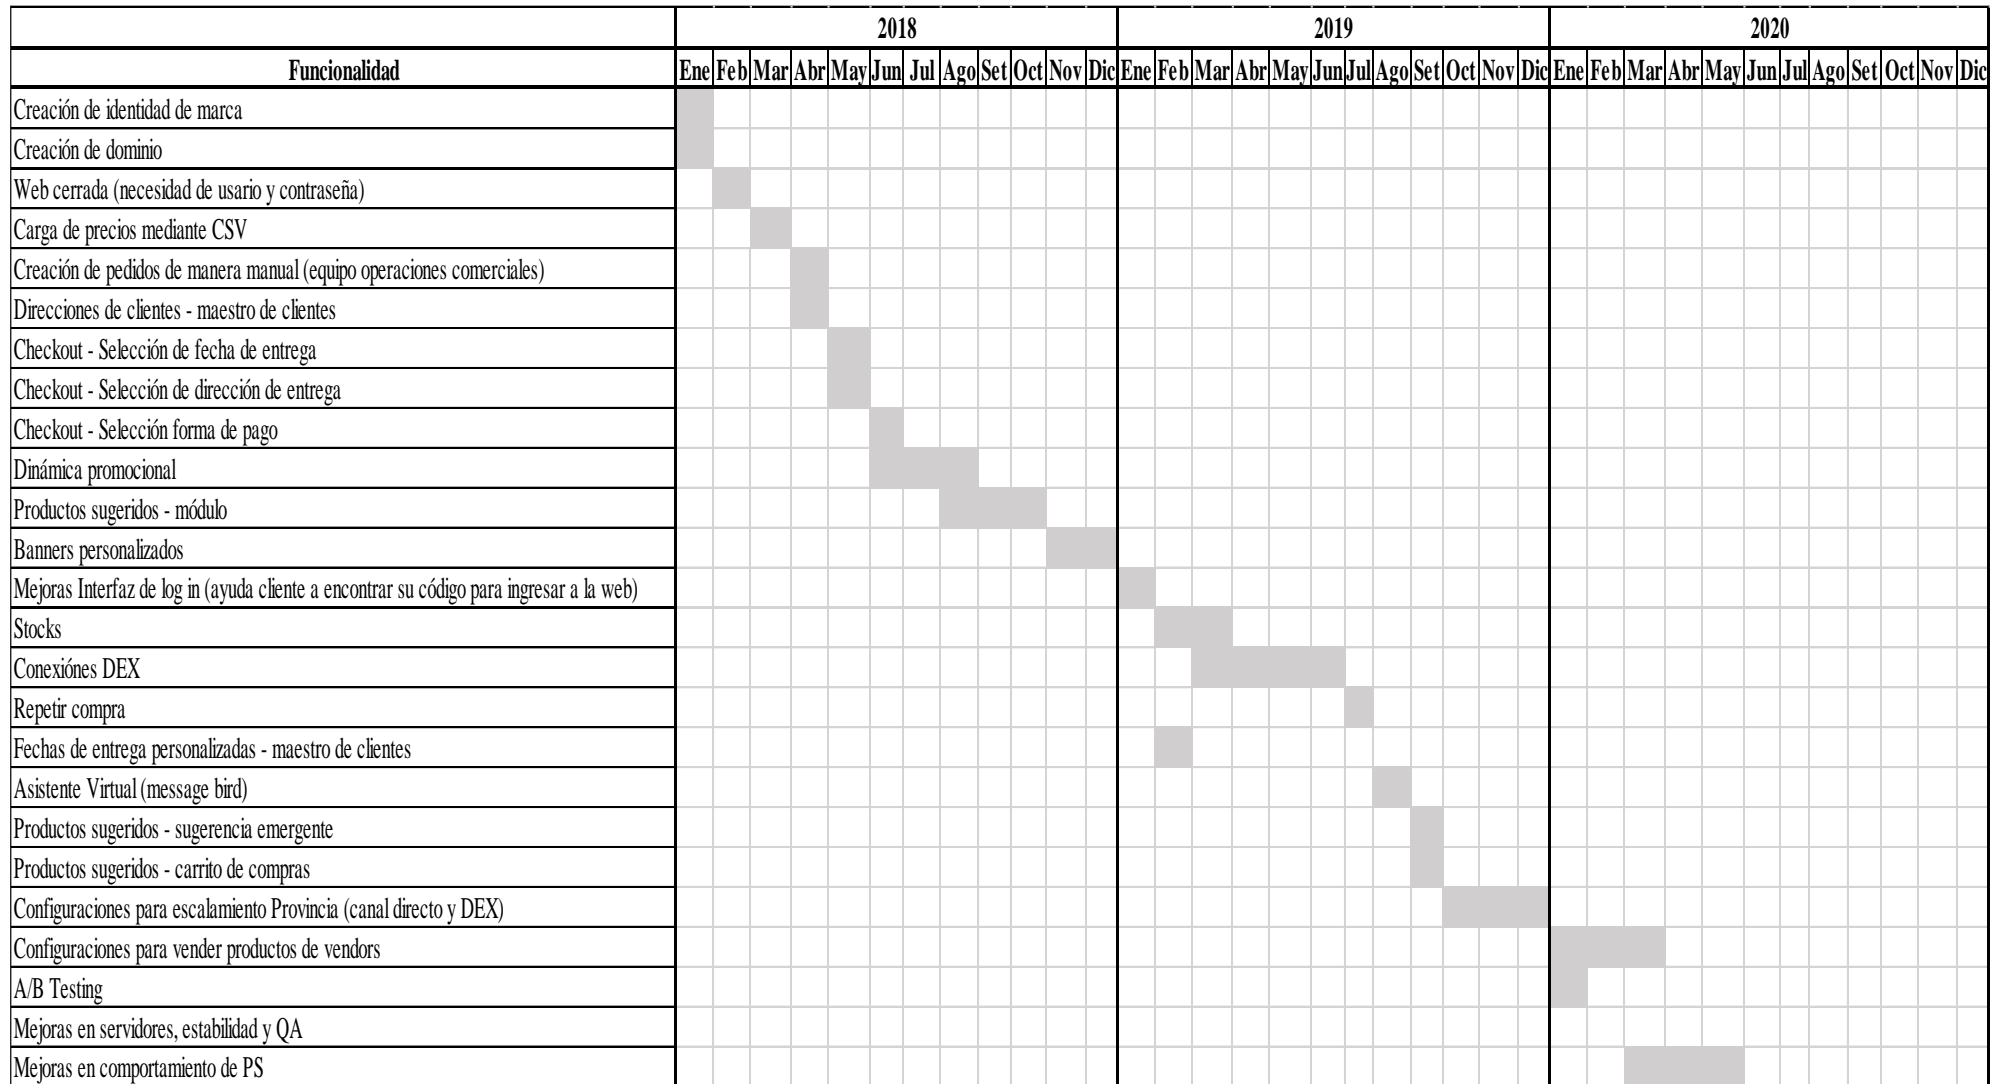 2018 2019 2020
Funcionalidad Ene Feb Mar Abr May Jun Jul Ago Set Oct Nov Dic Ene Feb Mar Abr May Jun Jul Ago Set Oct Nov Dic Ene Feb Mar Abr May Jun Jul Ago Set Oct Nov Dic
Creación de identidad de marca
Creación de dominio
Web cerrada (necesidad de usario y contraseña)
Carga de precios mediante CSV
Creación de pedidos de manera manual (equipo operaciones comerciales)
Direcciones de clientes - maestro de clientes
Checkout - Selección de fecha de entrega
Checkout - Selección de dirección de entrega
Checkout - Selección forma de pago
Dinámica promocional
Productos sugeridos - módulo
Banners personalizados
Mejoras Interfaz de log in (ayuda cliente a encontrar su código para ingresar a la web)
Stocks
Conexiónes DEX
Repetir compra
Fechas de entrega personalizadas - maestro de clientes
Asistente Virtual (message bird)
Productos sugeridos - sugerencia emergente
Productos sugeridos - carrito de compras
Configuraciones para escalamiento Provincia (canal directo y DEX)
Configuraciones para vender productos de vendors
A/B Testing
Mejoras en servidores, estabilidad y QA
Mejoras en comportamiento de PS